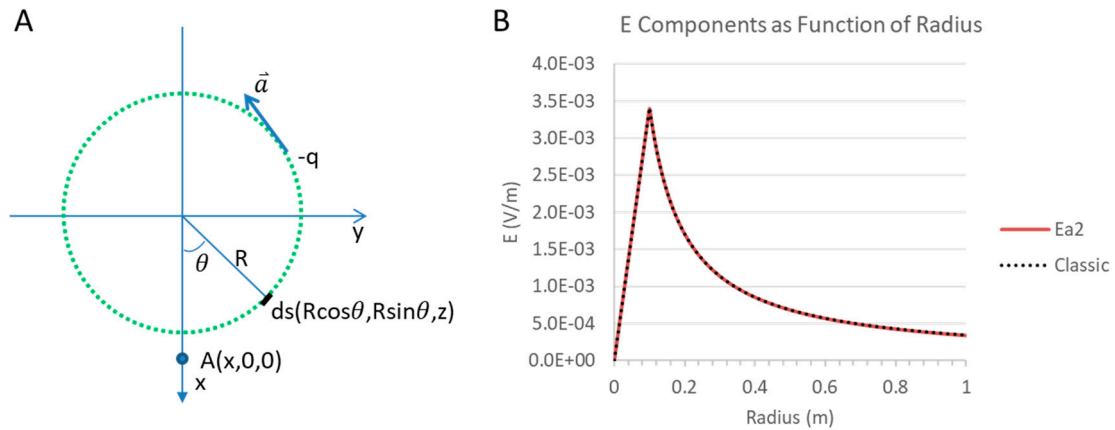 A
a⃗
-q
y
θ
R
ds(Rcosθ,Rsinθ,z)
A(x,0,0)
x
B
E Components as Function of Radius
4.0E-03
3.5E-03
3.0E-03
2.5E-03
2.0E-03
1.5E-03
1.0E-03
5.0E-04
0.0E+00
E (V/m)
0 0.2 0.4 0.6 0.8 1
Radius (m)
Ea2
Classic